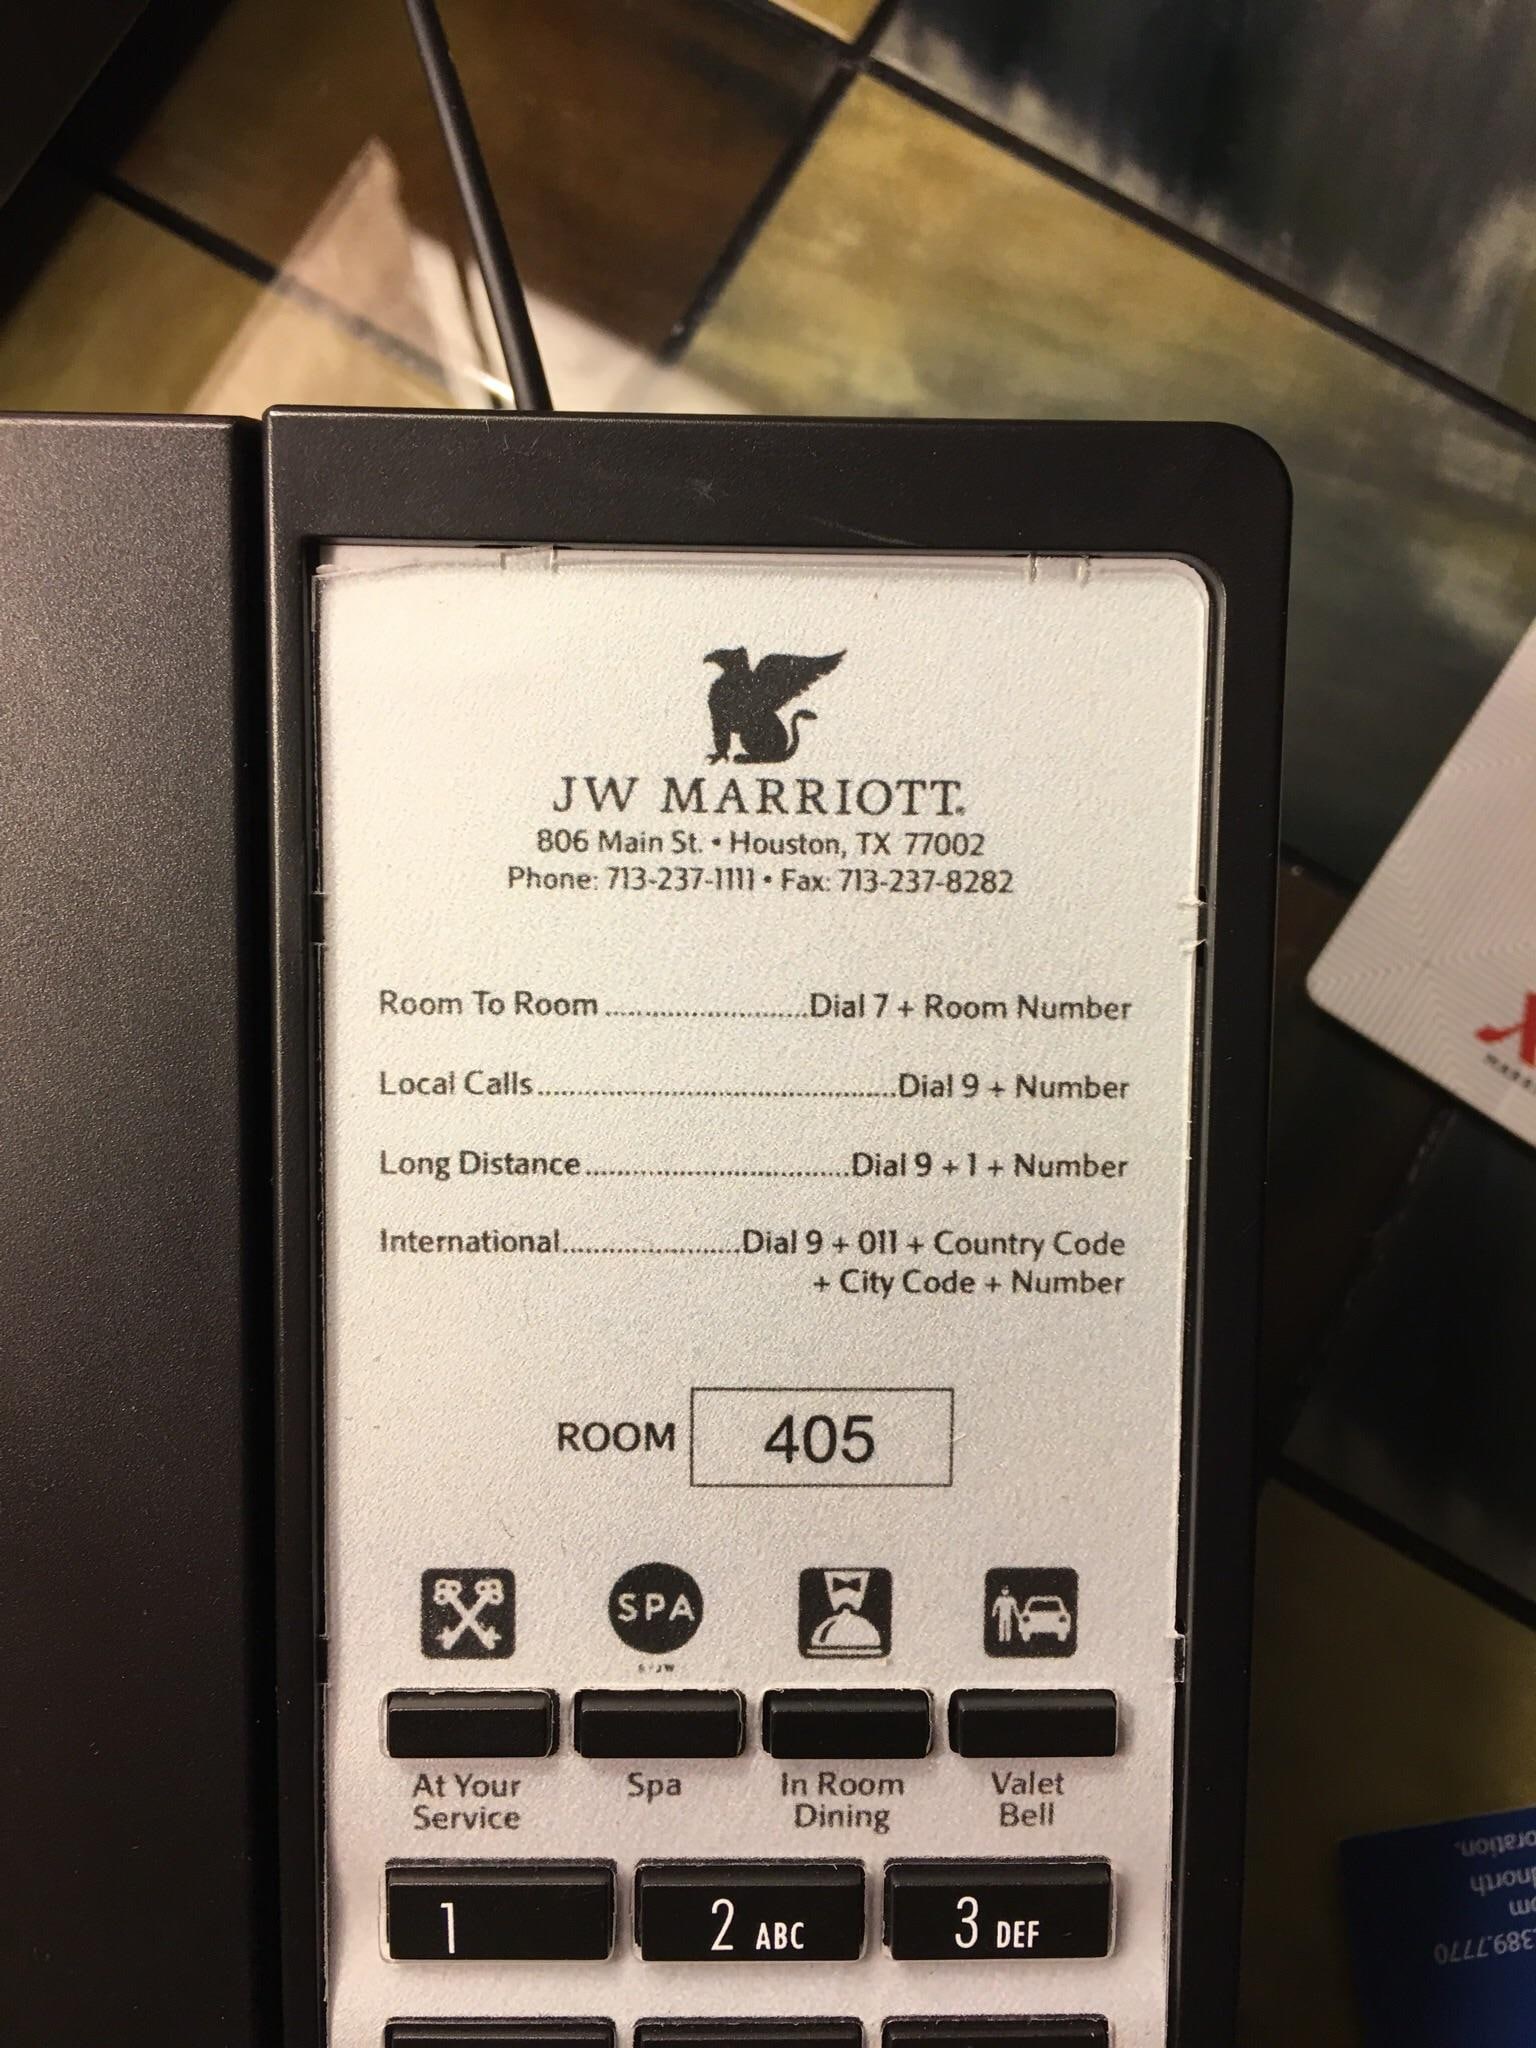 JW MARRIOTT®
806 Main St. • Houston, TX 77002
Phone: 713-237-1111 • Fax: 713-237-8282
Room To Room........................Dial 7 + Room Number
Local Calls..........................................Dial 9 + Number
Long Distance...............................Dial 9 + 1 + Number
International.....................Dial 9 + 011 + Country Code
+ City Code + Number
ROOM 405
SPA
At Your Service
Spa
In Room Dining
Valet Bell
1
2 ABC
3 DEF
389.7770